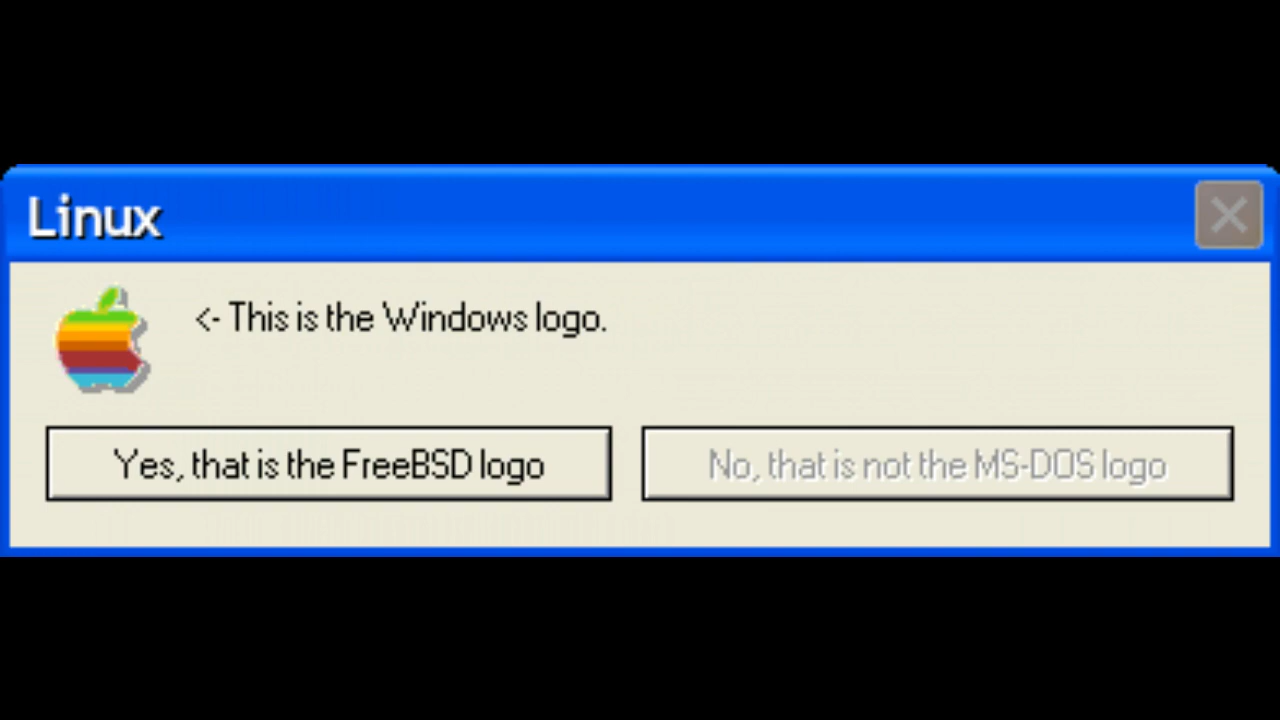 Linux
<- This is the Windows logo.
Yes, that is the FreeBSD logo
No, that is not the MS-DOS logo